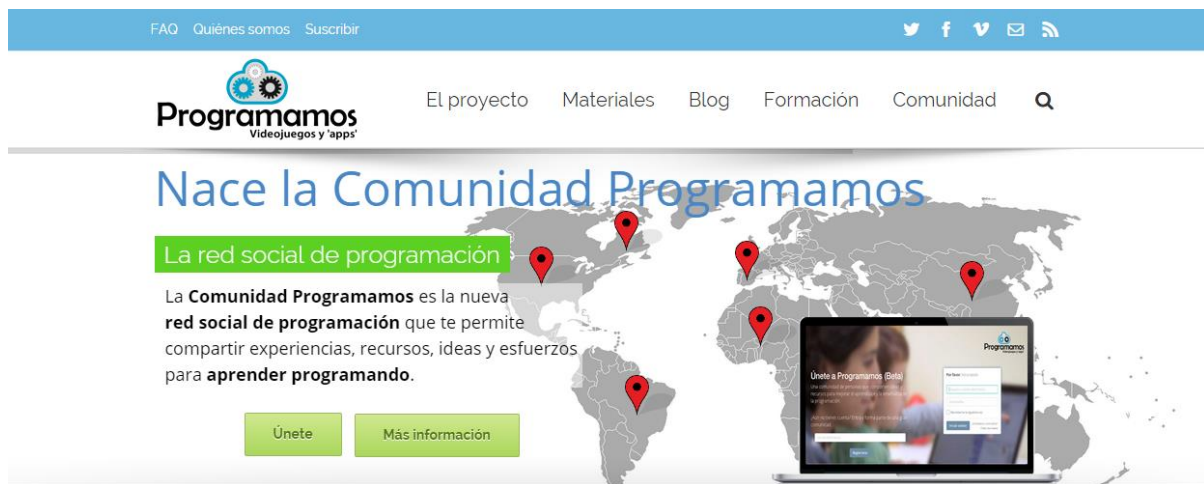 FAQ Quiénes somos Suscribir
Programamos
Videojuegos y 'apps'
El proyecto Materiales Blog Formación Comunidad
Nace la Comunidad Programamos
La red social de programación
La Comunidad Programamos es la nueva
red social de programación que te permite
compartir experiencias, recursos, ideas y esfuerzos
para aprender programando.
Únete Más información
Programamos
Únete a Programamos (Beta)